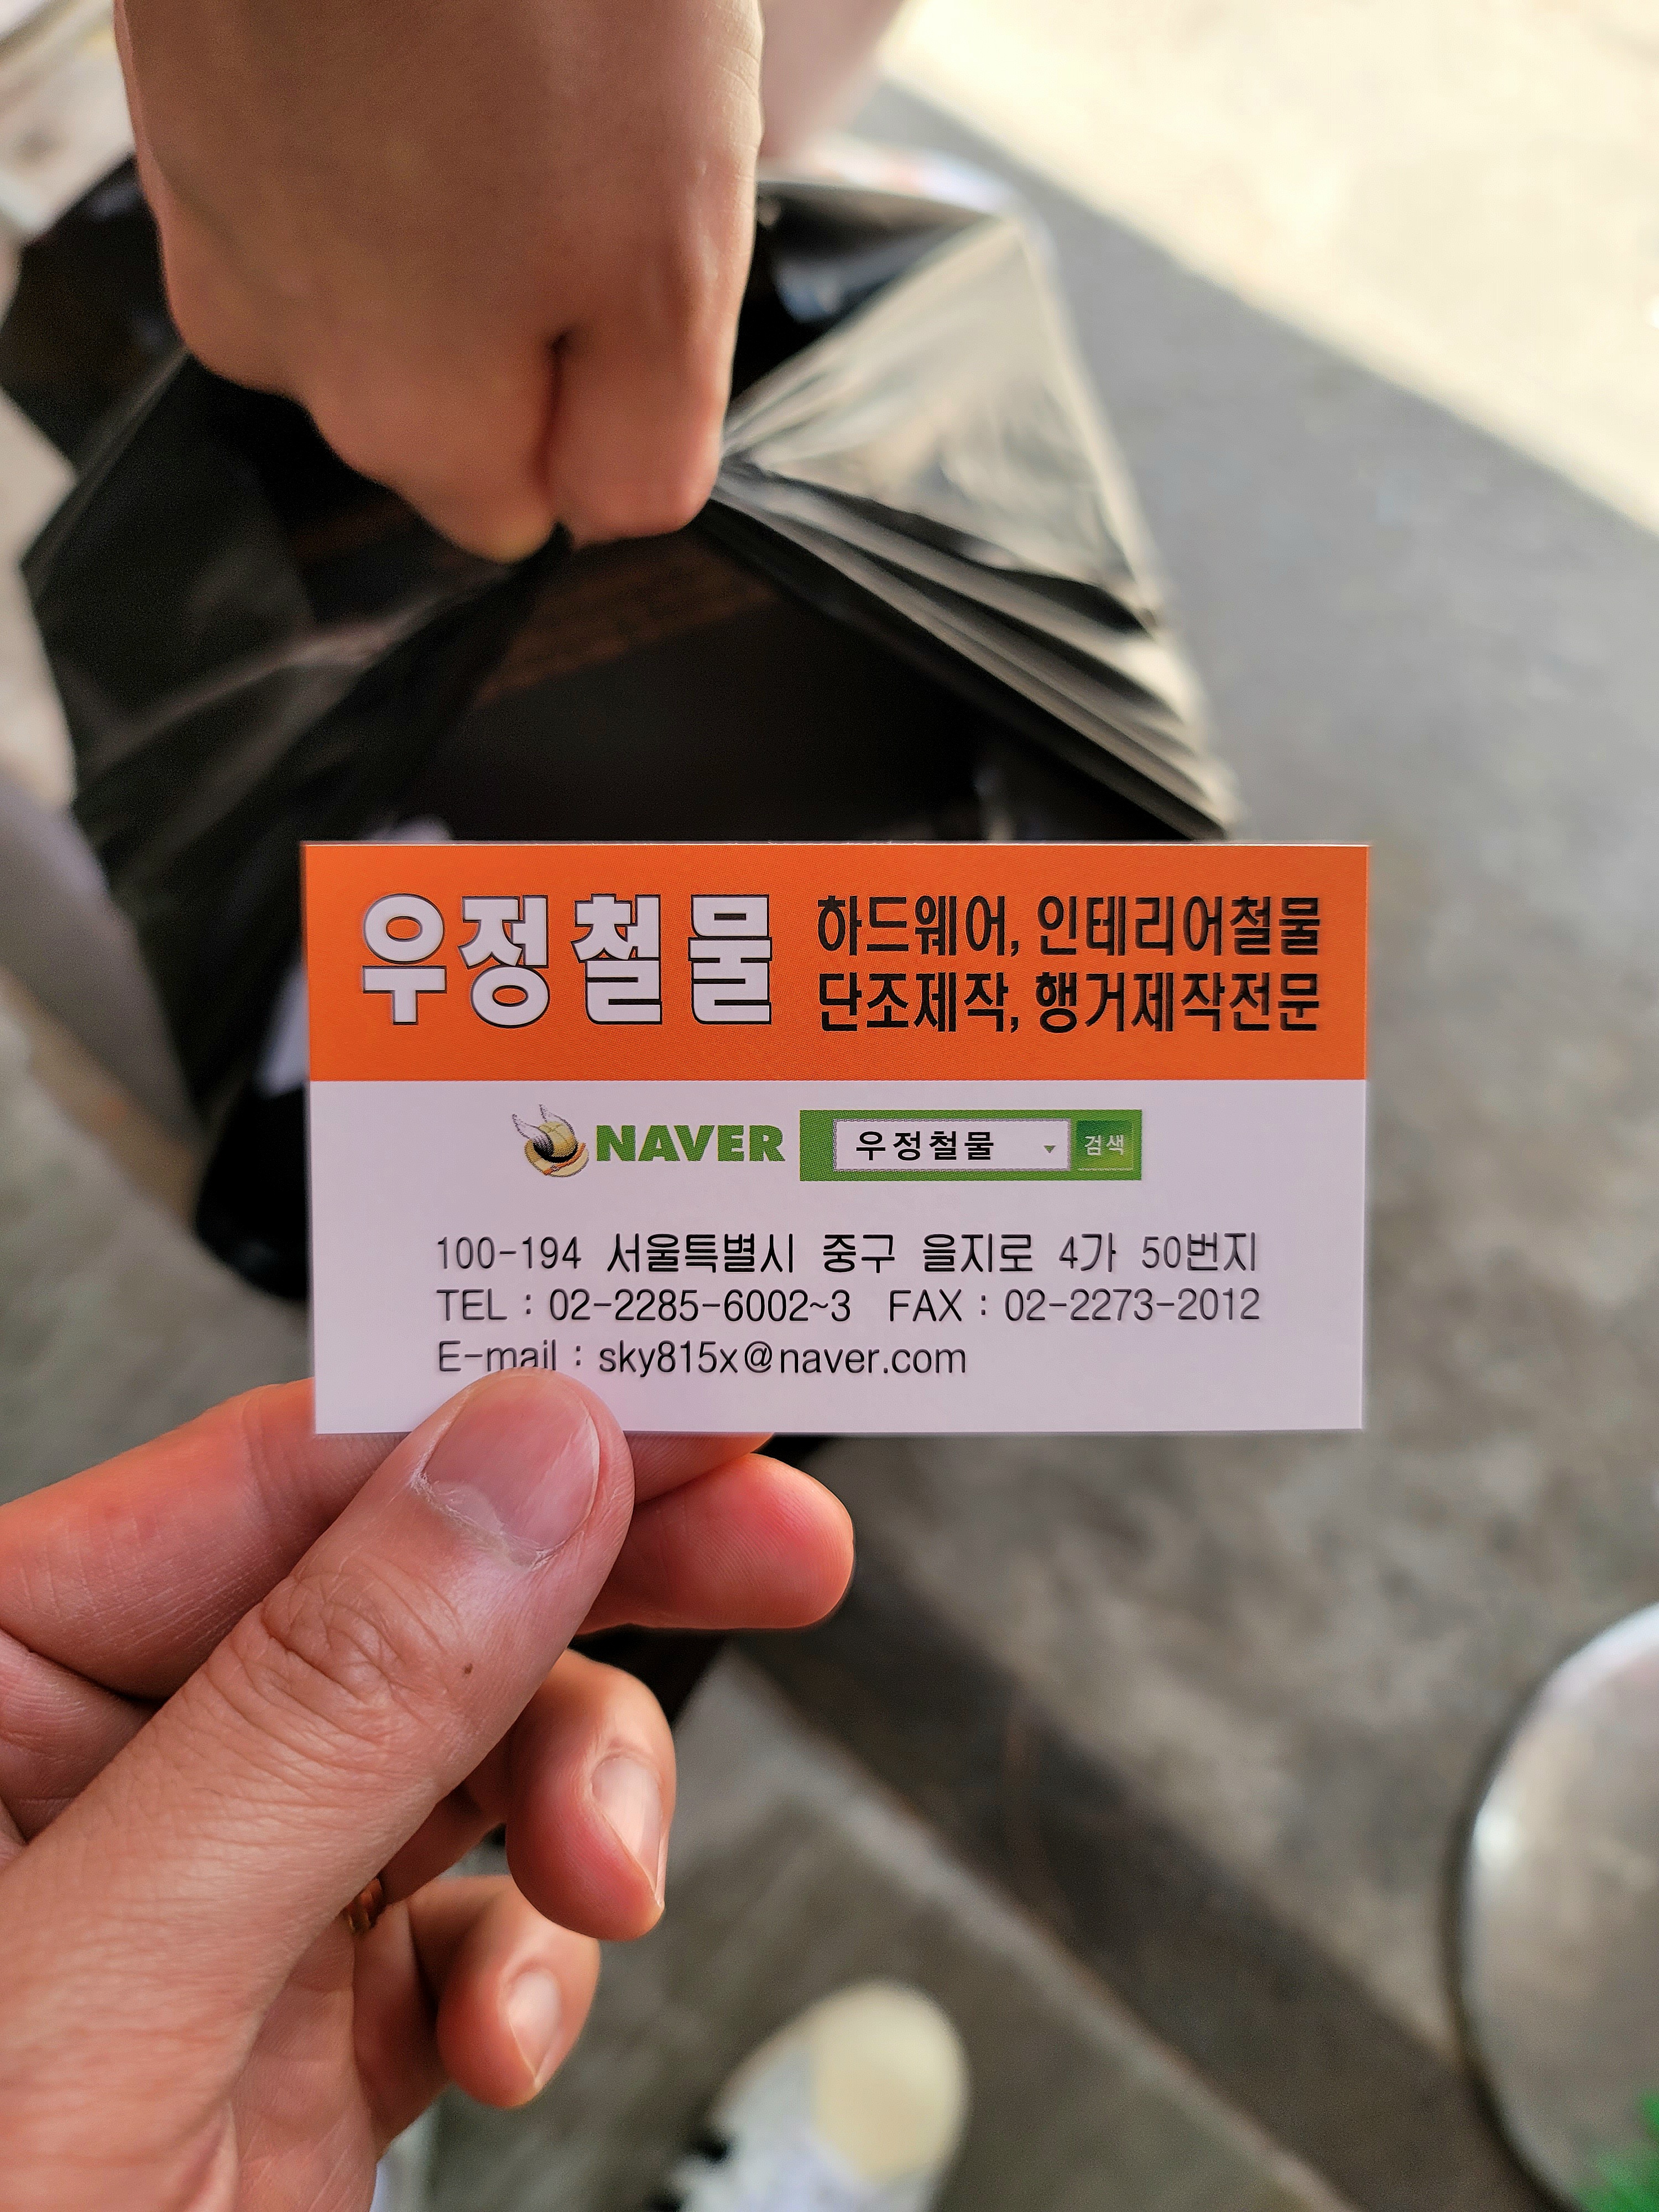 우정철물
하드웨어, 인테리어철물
단조제작, 행거제작전문
NAVER 우정철물 검색
100-194 서울특별시 중구 을지로 4가 50번지
TEL : 02-2285-6002~3 FAX : 02-2273-2012
E-mail : sky815x@naver.com